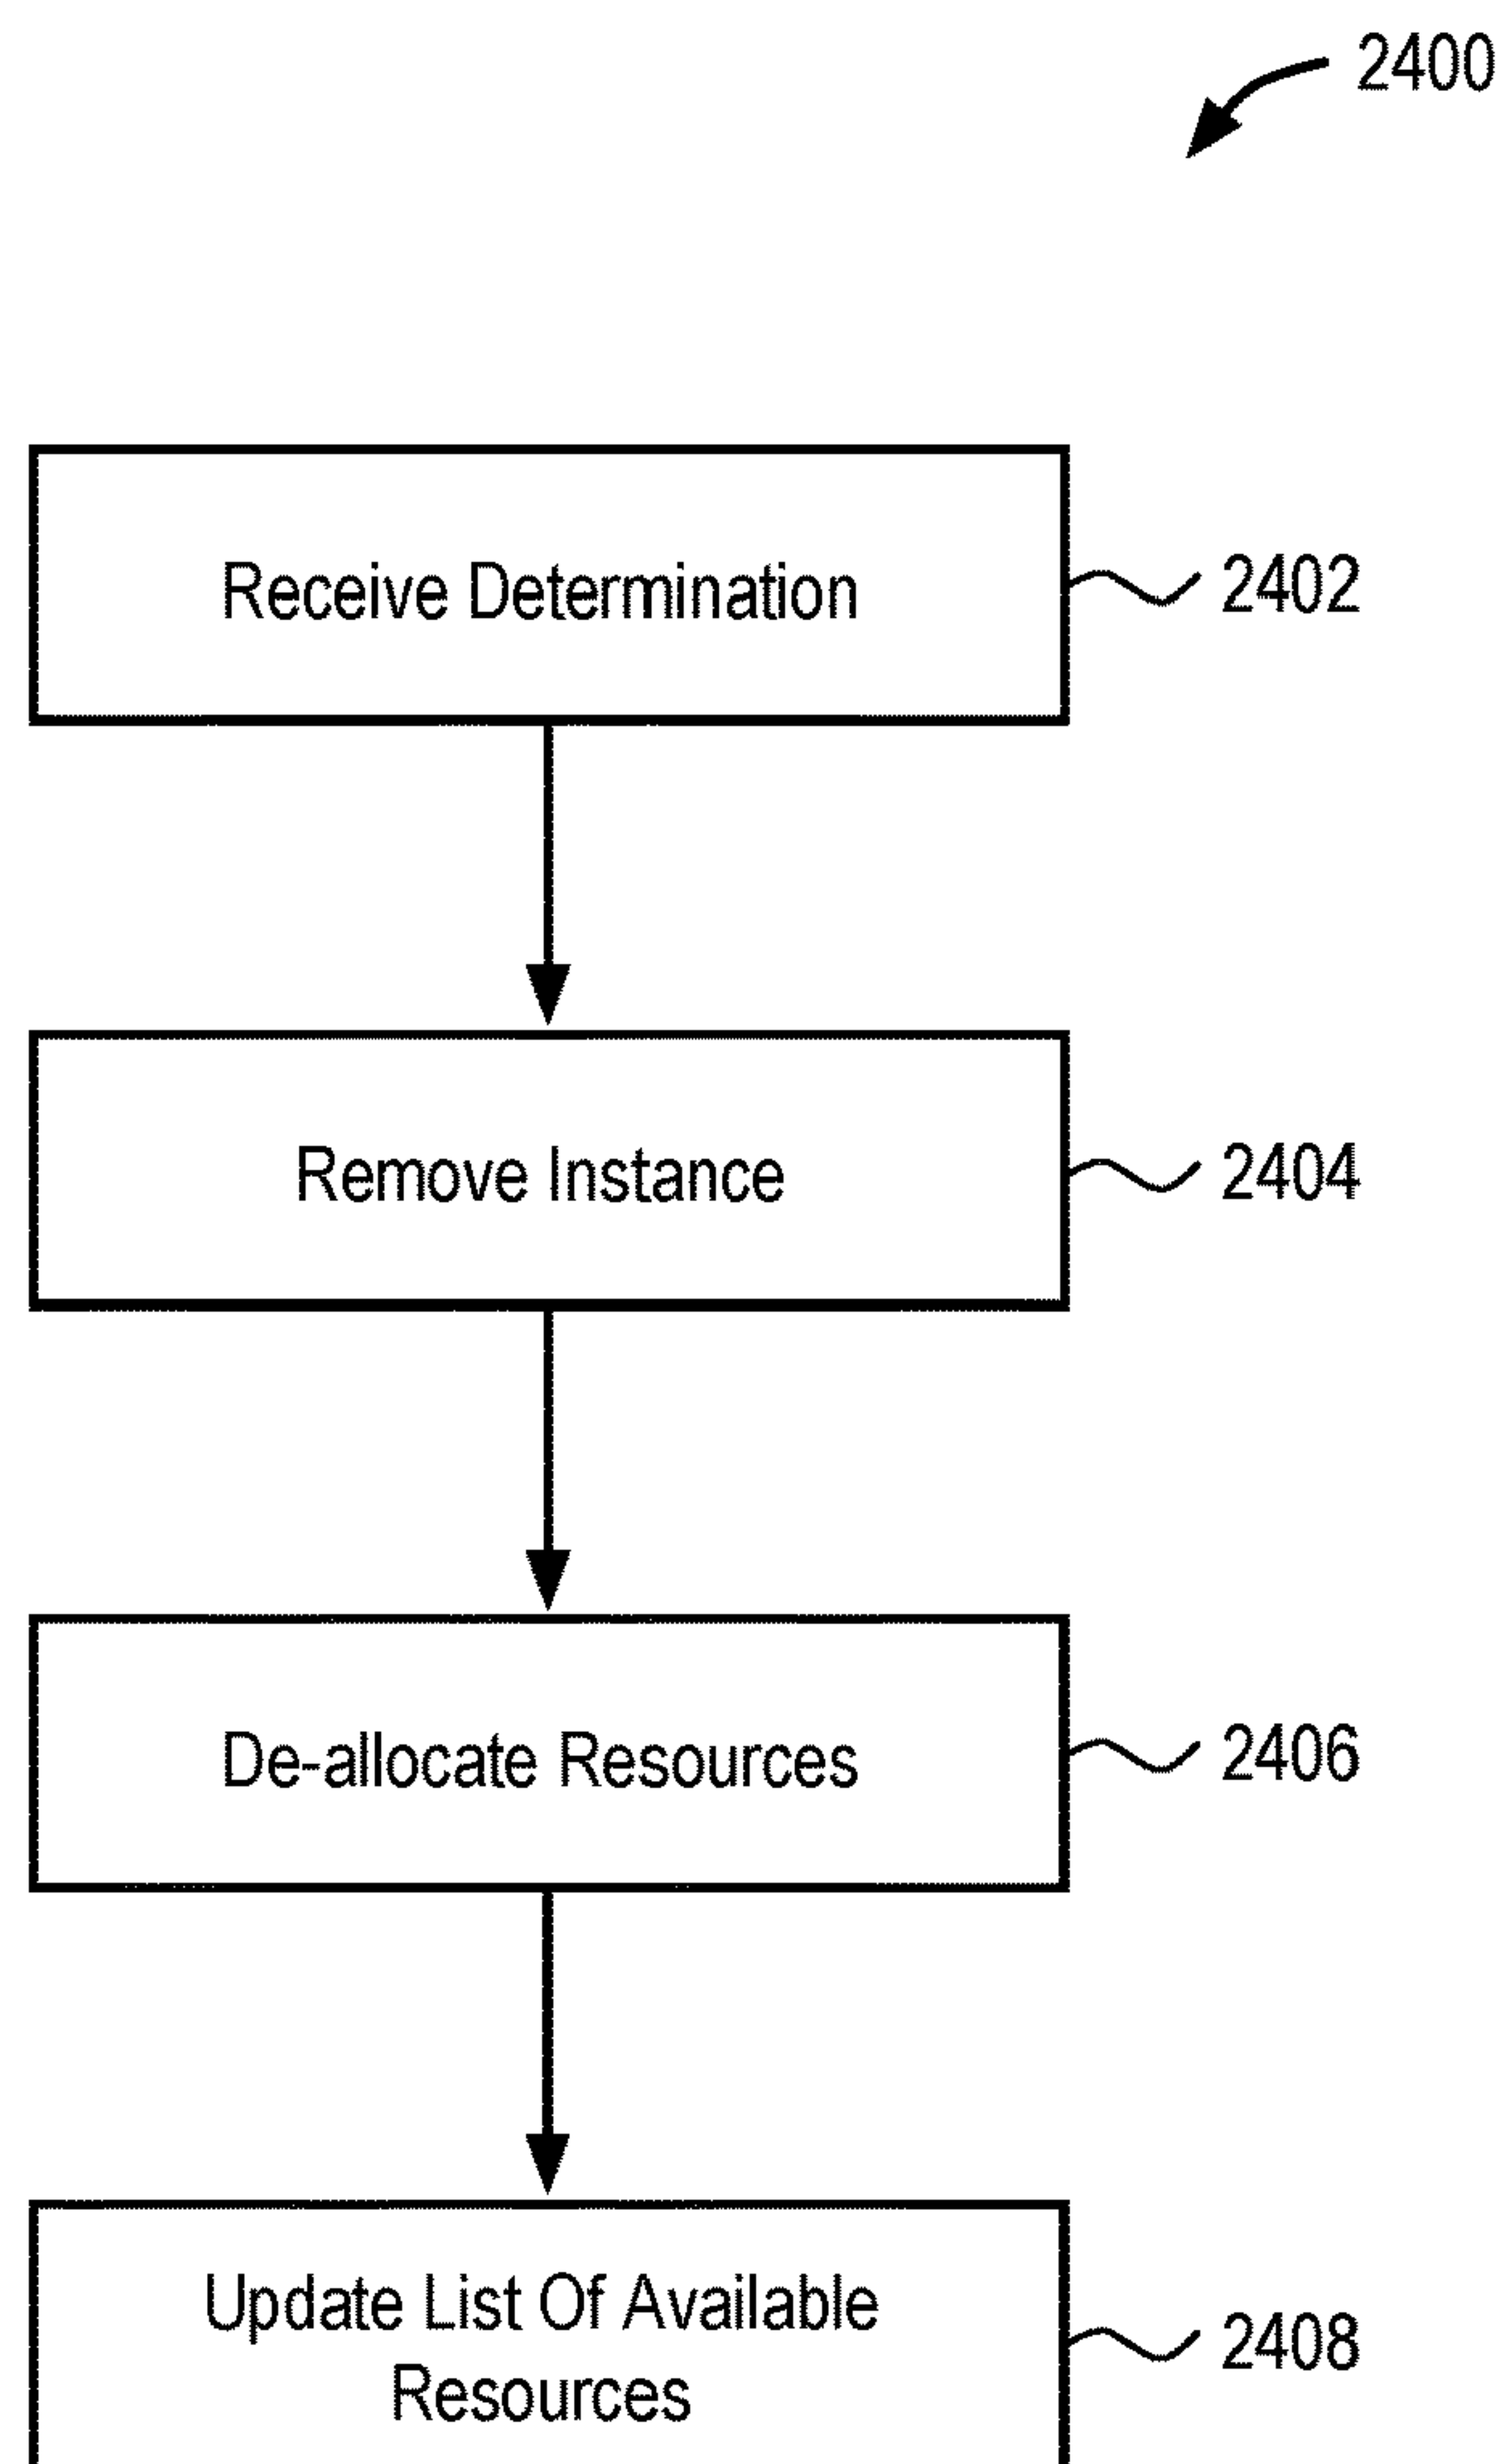 2400
Receive Determination
2402
Remove Instance
2404
De-allocate Resources
2406
Update List Of Available
Resources
2408